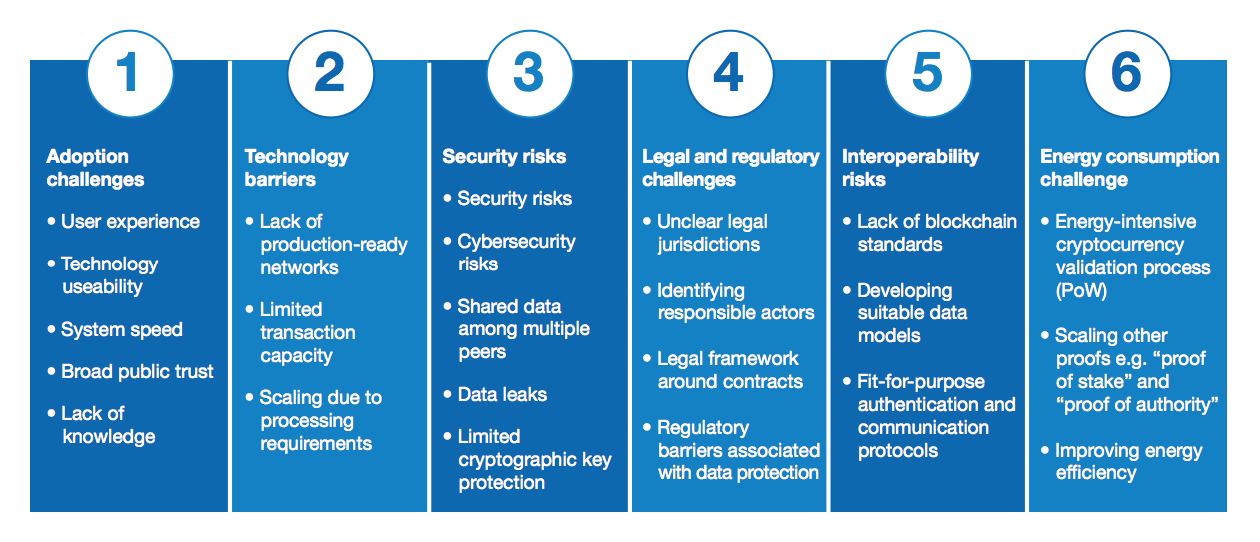 1
Adoption
challenges
• User experience
• Technology
useability
• System speed
• Broad public trust
• Lack of
knowledge
2
Technology
barriers
• Lack of
production-ready
networks
• Limited
transaction
capacity
• Scaling due to
processing
requirements
3
Security risks
• Security risks
• Cybersecurity
risks
• Shared data
among multiple
peers
• Data leaks
• Limited
cryptographic key
protection
4
Legal and regulatory
challenges
• Unclear legal
jurisdictions
• Identifying
responsible actors
• Legal framework
around contracts
• Regulatory
barriers associated
with data protection
5
Interoperability
risks
• Lack of blockchain
standards
• Developing
suitable data
models
• Fit-for-purpose
authentication and
communication
protocols
6
Energy consumption
challenge
• Energy-intensive
cryptocurrency
validation process
(PoW)
• Scaling other
proofs e.g. “proof
of stake” and
“proof of authority”
• Improving energy
efficiency